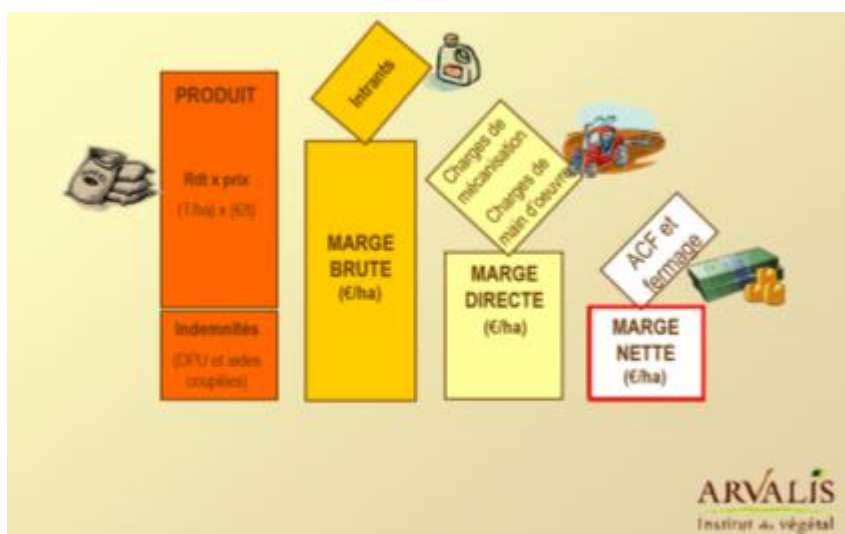 PRODUIT
Rdt x prix
(T/ha) x (€/t)
Indemnités
(DPU et aides
couplées)
Intrants
MARGE
BRUTE
(€/ha)
Charges de
mécanisation
Charges de
main d'oeuvre
MARGE
DIRECTE
(€/ha)
ACF et
fermage
MARGE
NETTE
(€/ha)
ARVALIS
Institut du végétal